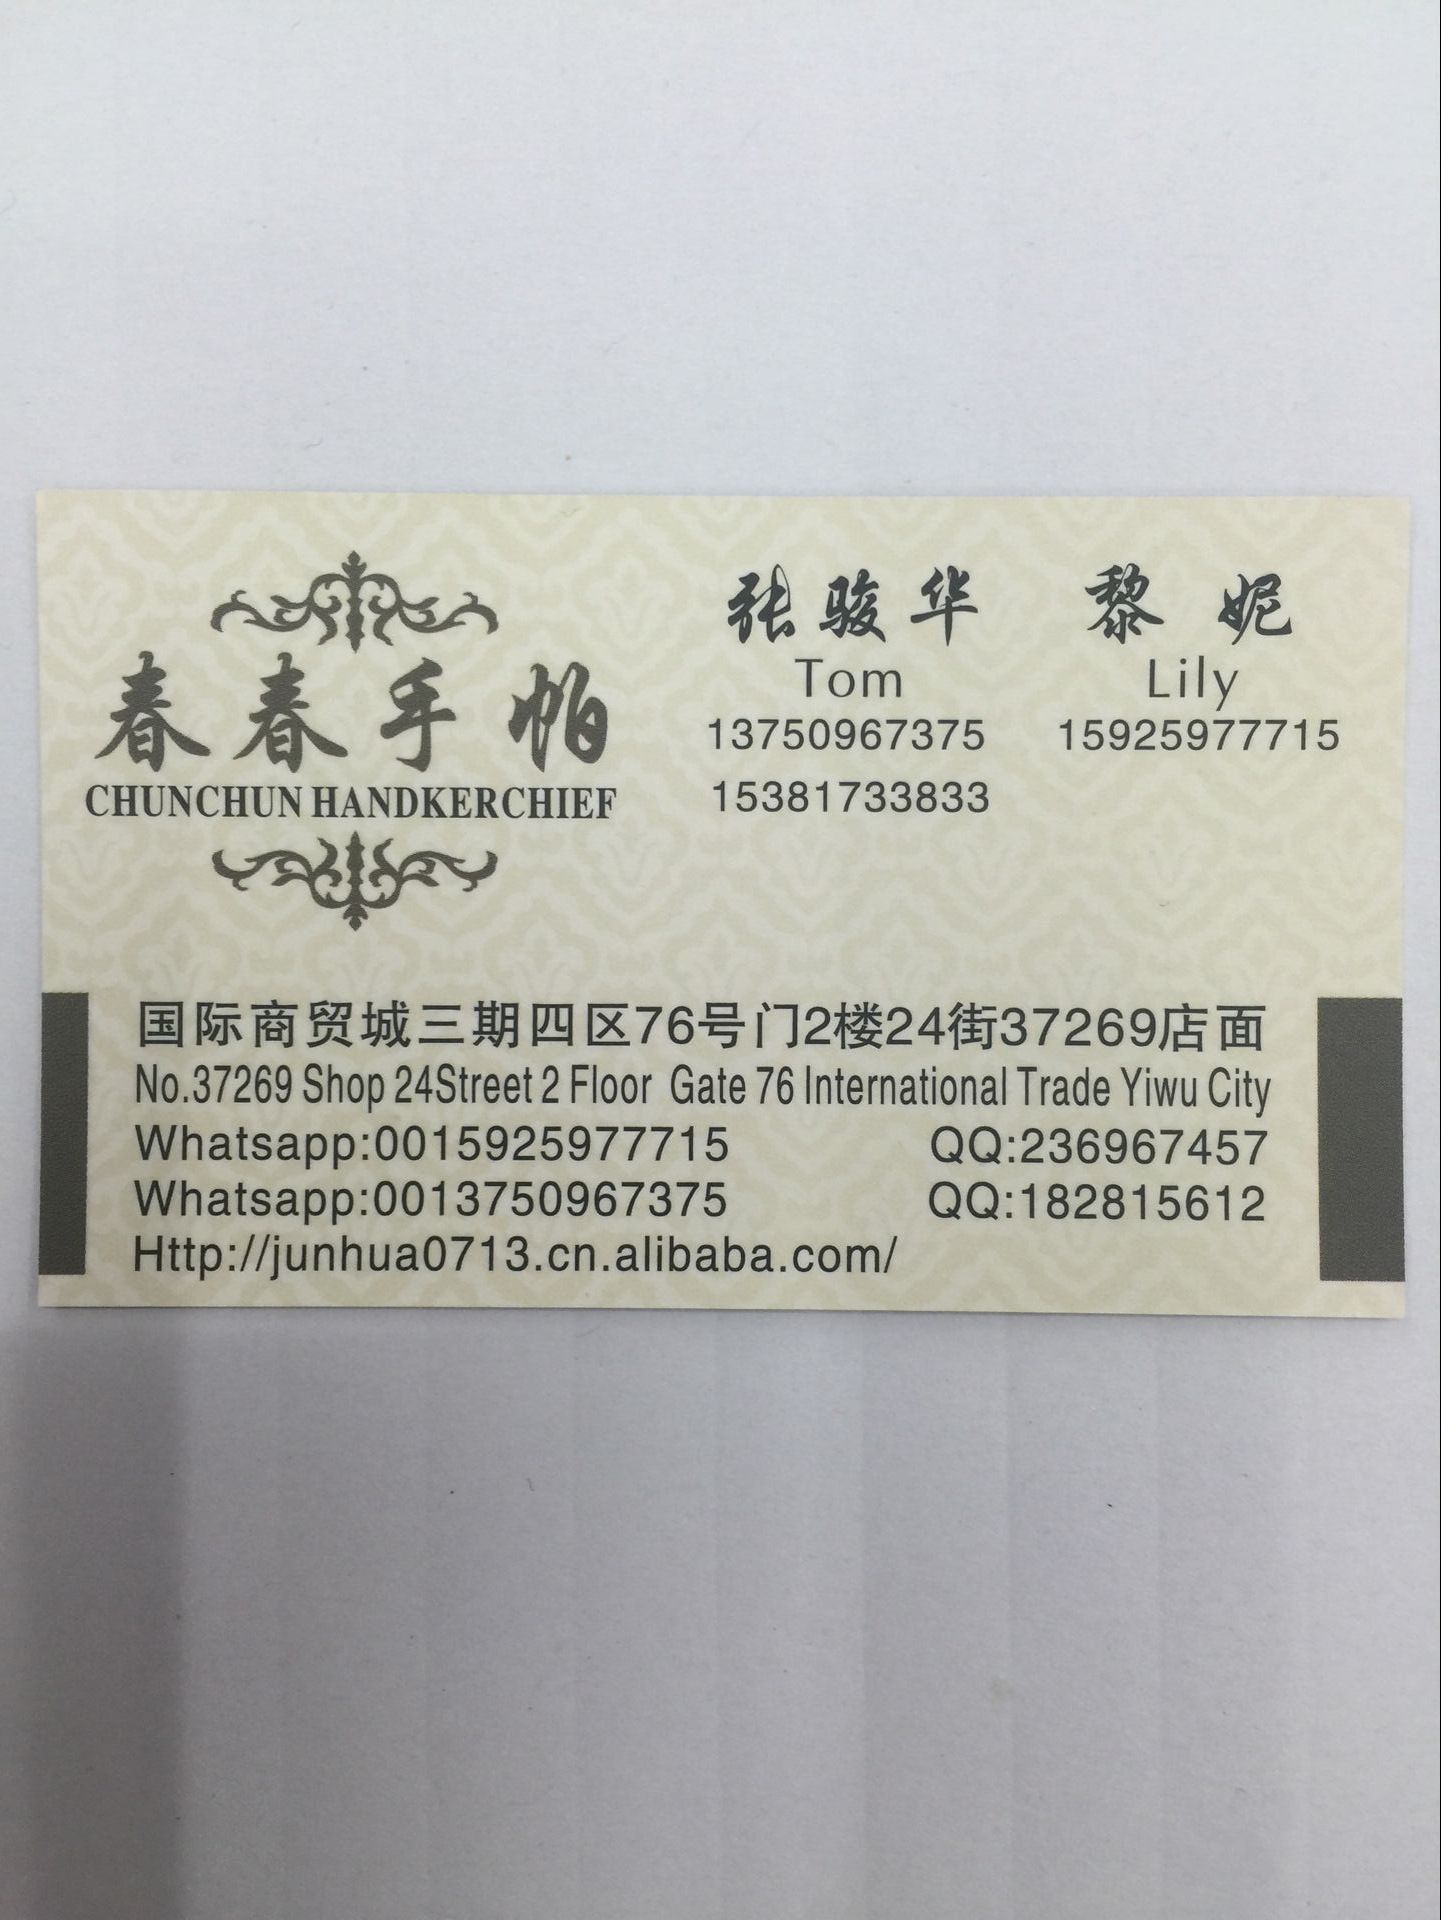 春春手帕
CHUNCHUN HANDKERCHIEF
张骏华
Tom
13750967375
15381733833
黎妮
Lily
15925977715
国际商贸城三期四区76号门2楼24街37269店面
No.37269 Shop 24Street 2 Floor Gate 76 International Trade Yiwu City
Whatsapp:0015925977715 QQ:236967457
Whatsapp:0013750967375 QQ:182815612
Http://junhua0713.cn.alibaba.com/